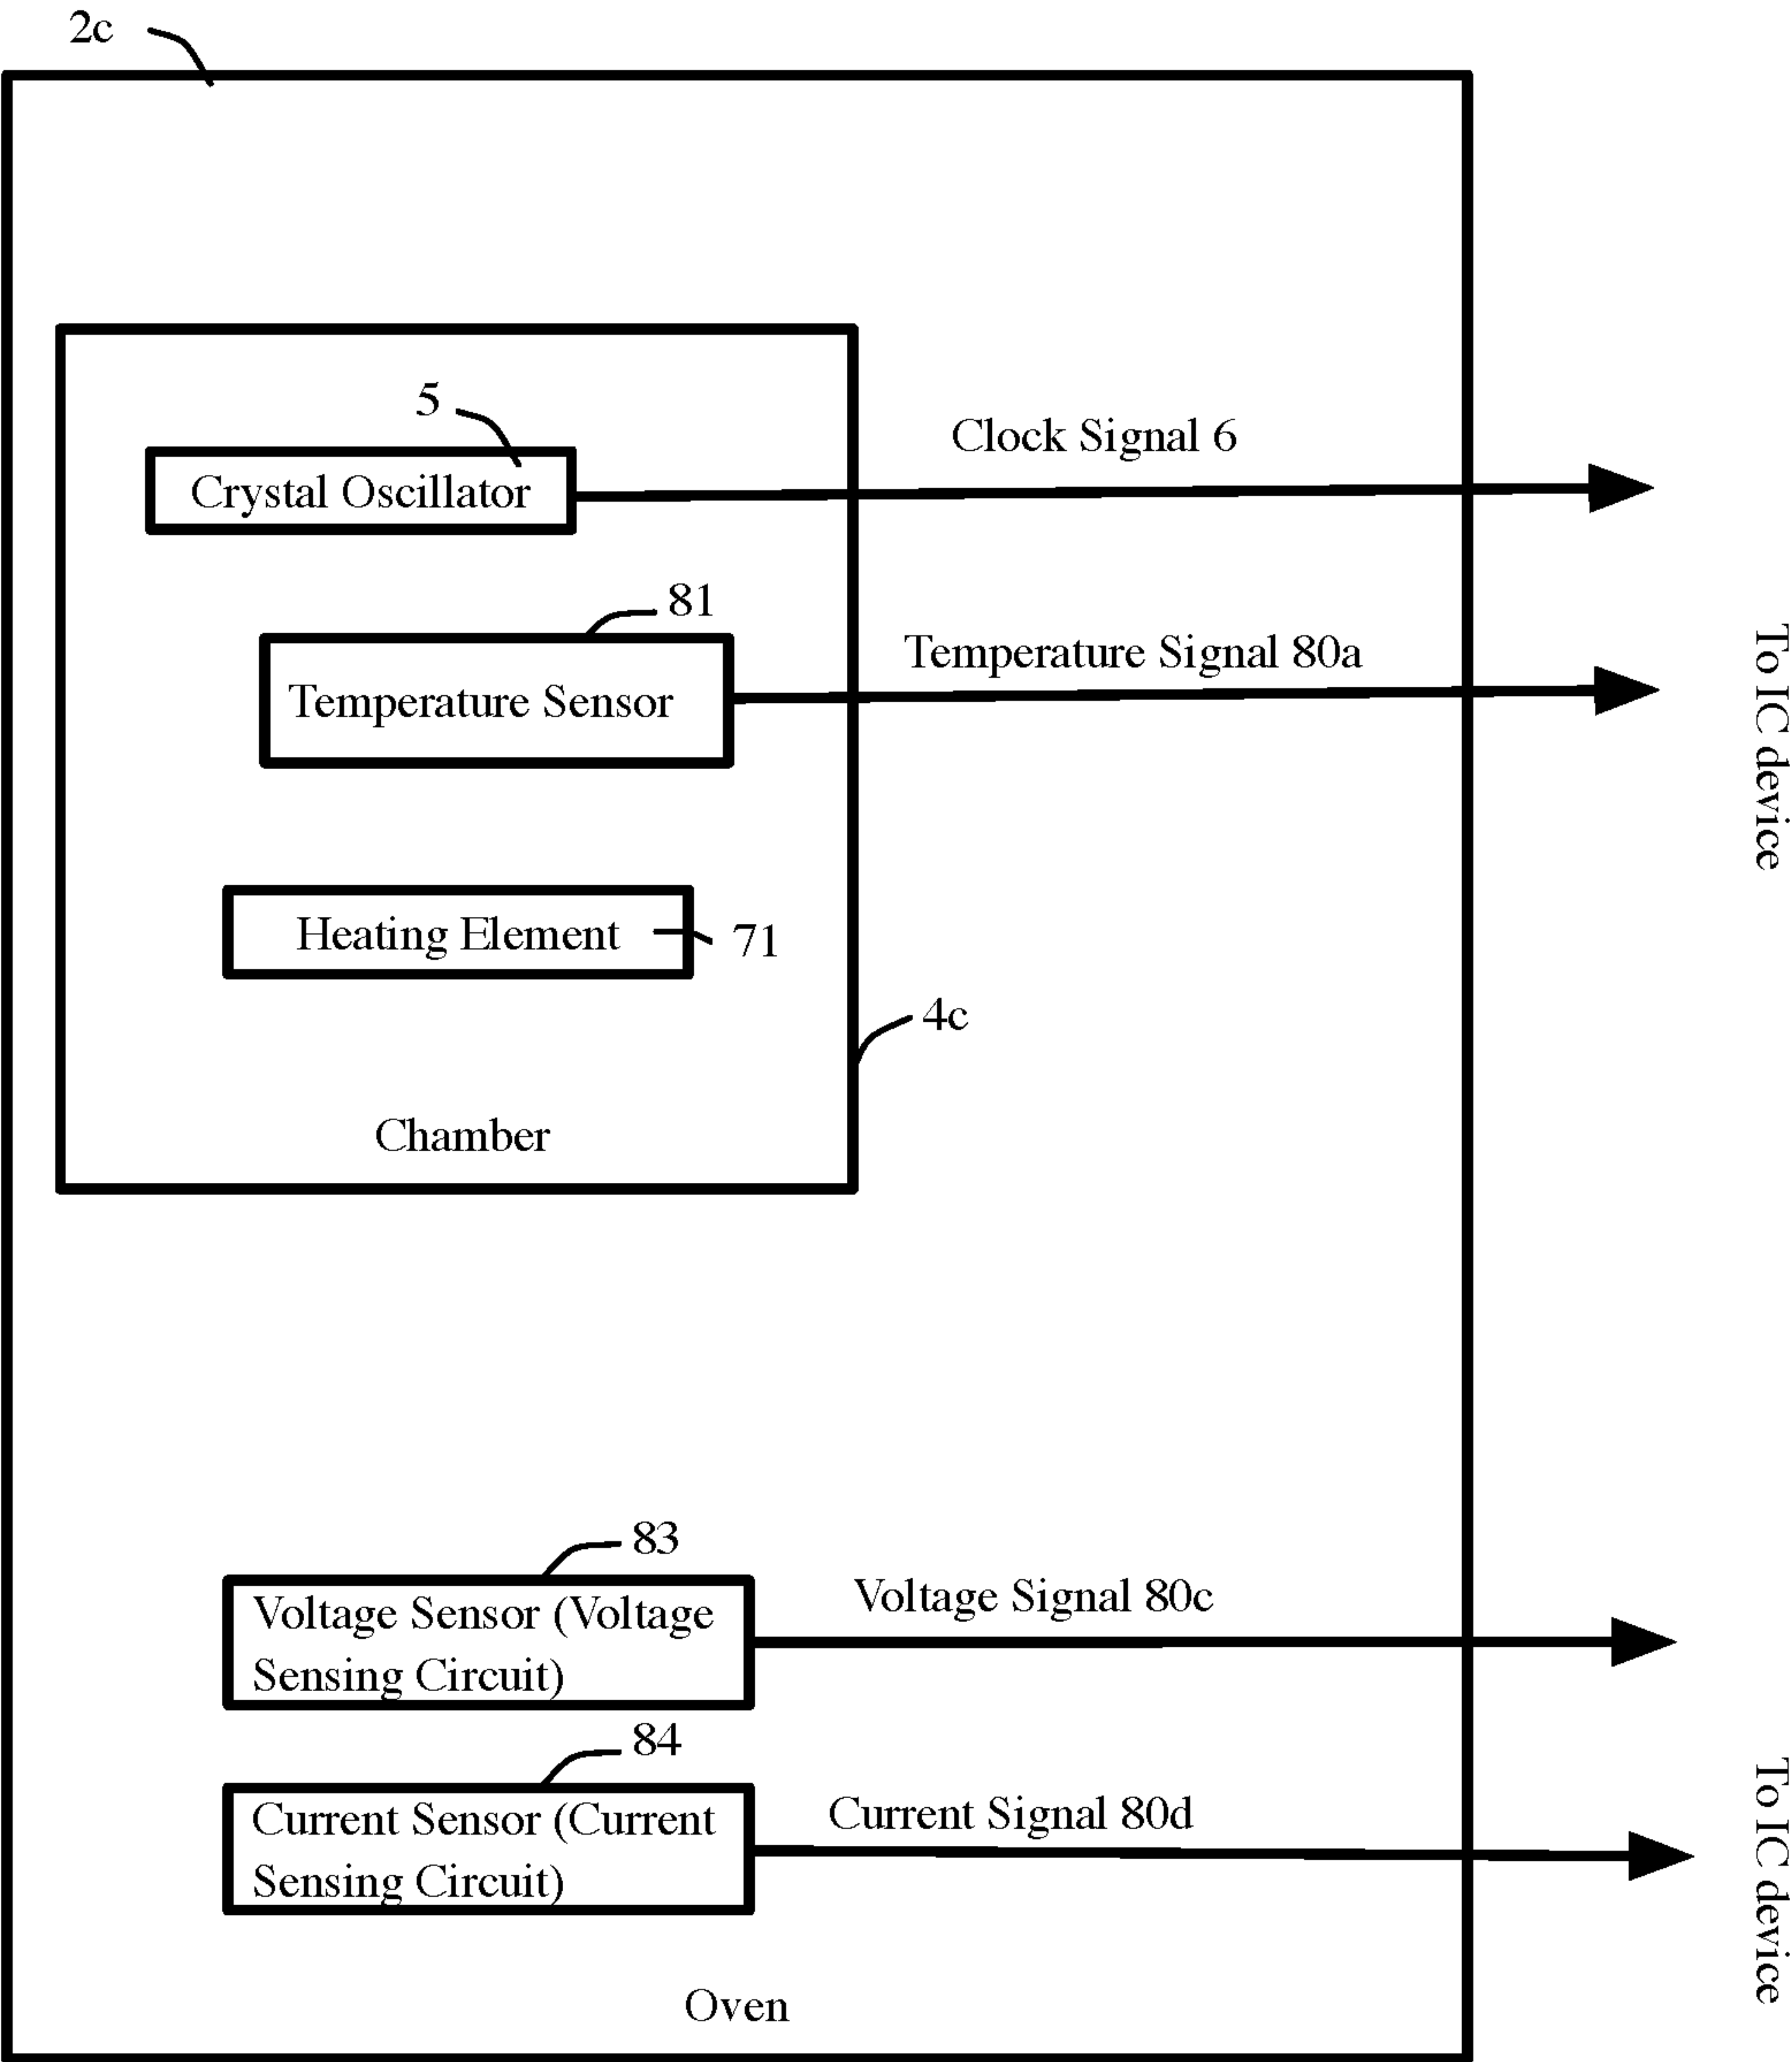 2c
5
Clock Signal 6
Crystal Oscillator
81
Temperature Signal 80a
Temperature Sensor
To IC device
Heating Element
71
4c
Chamber
83
Voltage Signal 80c
Voltage Sensor (Voltage
Sensing Circuit)
84
Current Signal 80d
Current Sensor (Current
Sensing Circuit)
To IC device
Oven